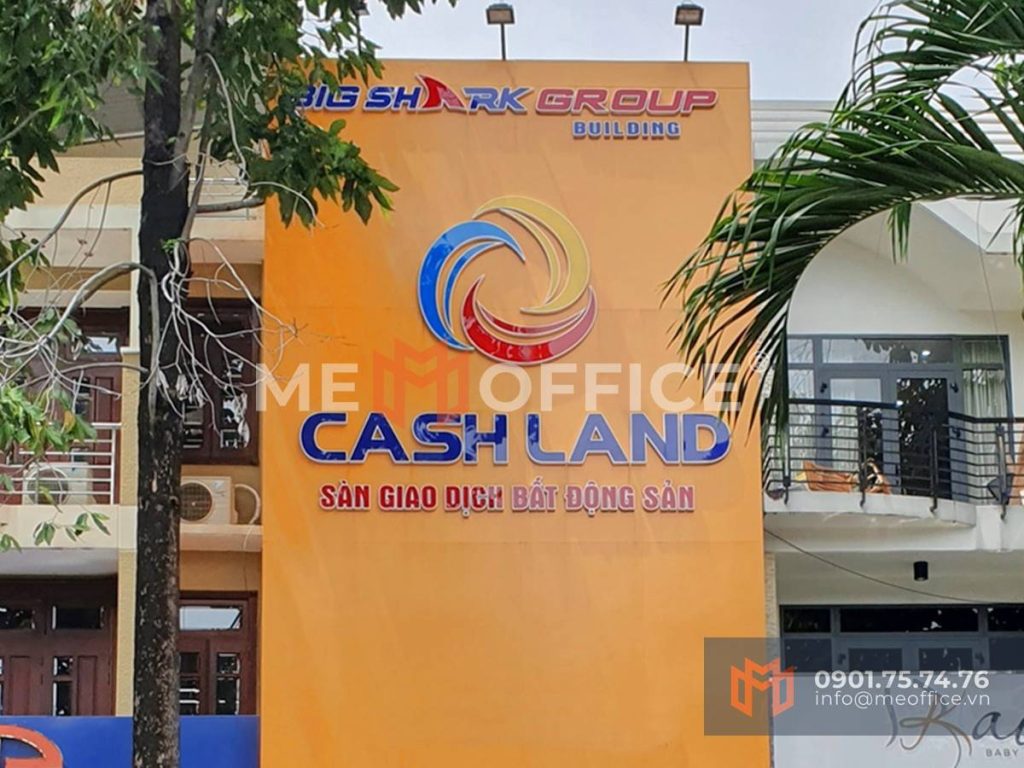 BIG SHARK GROUP
BUILDING
MEOFFICE
CASH LAND
SÀN GIAO DỊCH BẤT ĐỘNG SẢN
0901.75.74.76
info@meoffice.vn
BABY